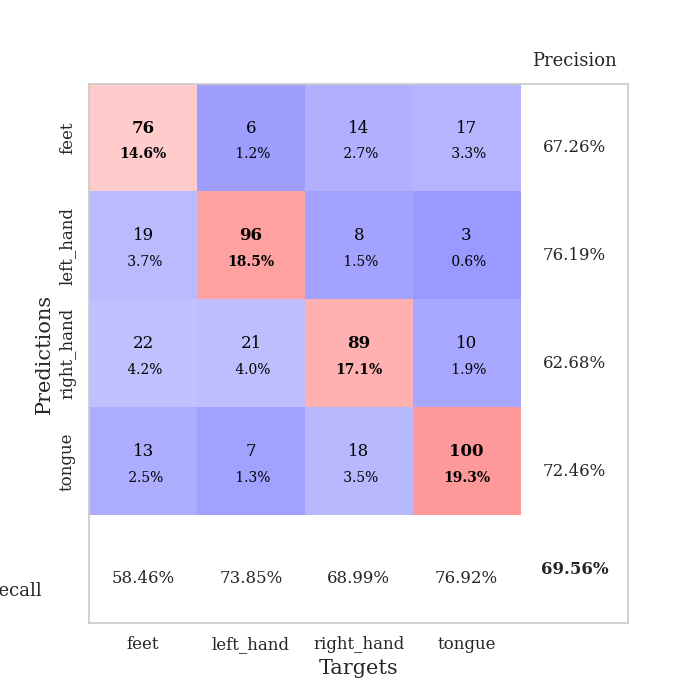 Precision
feet 76 6 14 17 67.26%
14.6% 1.2% 2.7% 3.3%
left_hand 19 96 8 3 76.19%
3.7% 18.5% 1.5% 0.6%
right_hand 22 21 89 10 62.68%
4.2% 4.0% 17.1% 1.9%
tongue 13 7 18 100 72.46%
2.5% 1.3% 3.5% 19.3%
Predictions
ecall 58.46% 73.85% 68.99% 76.92% 69.56%
feet left_hand right_hand tongue
Targets